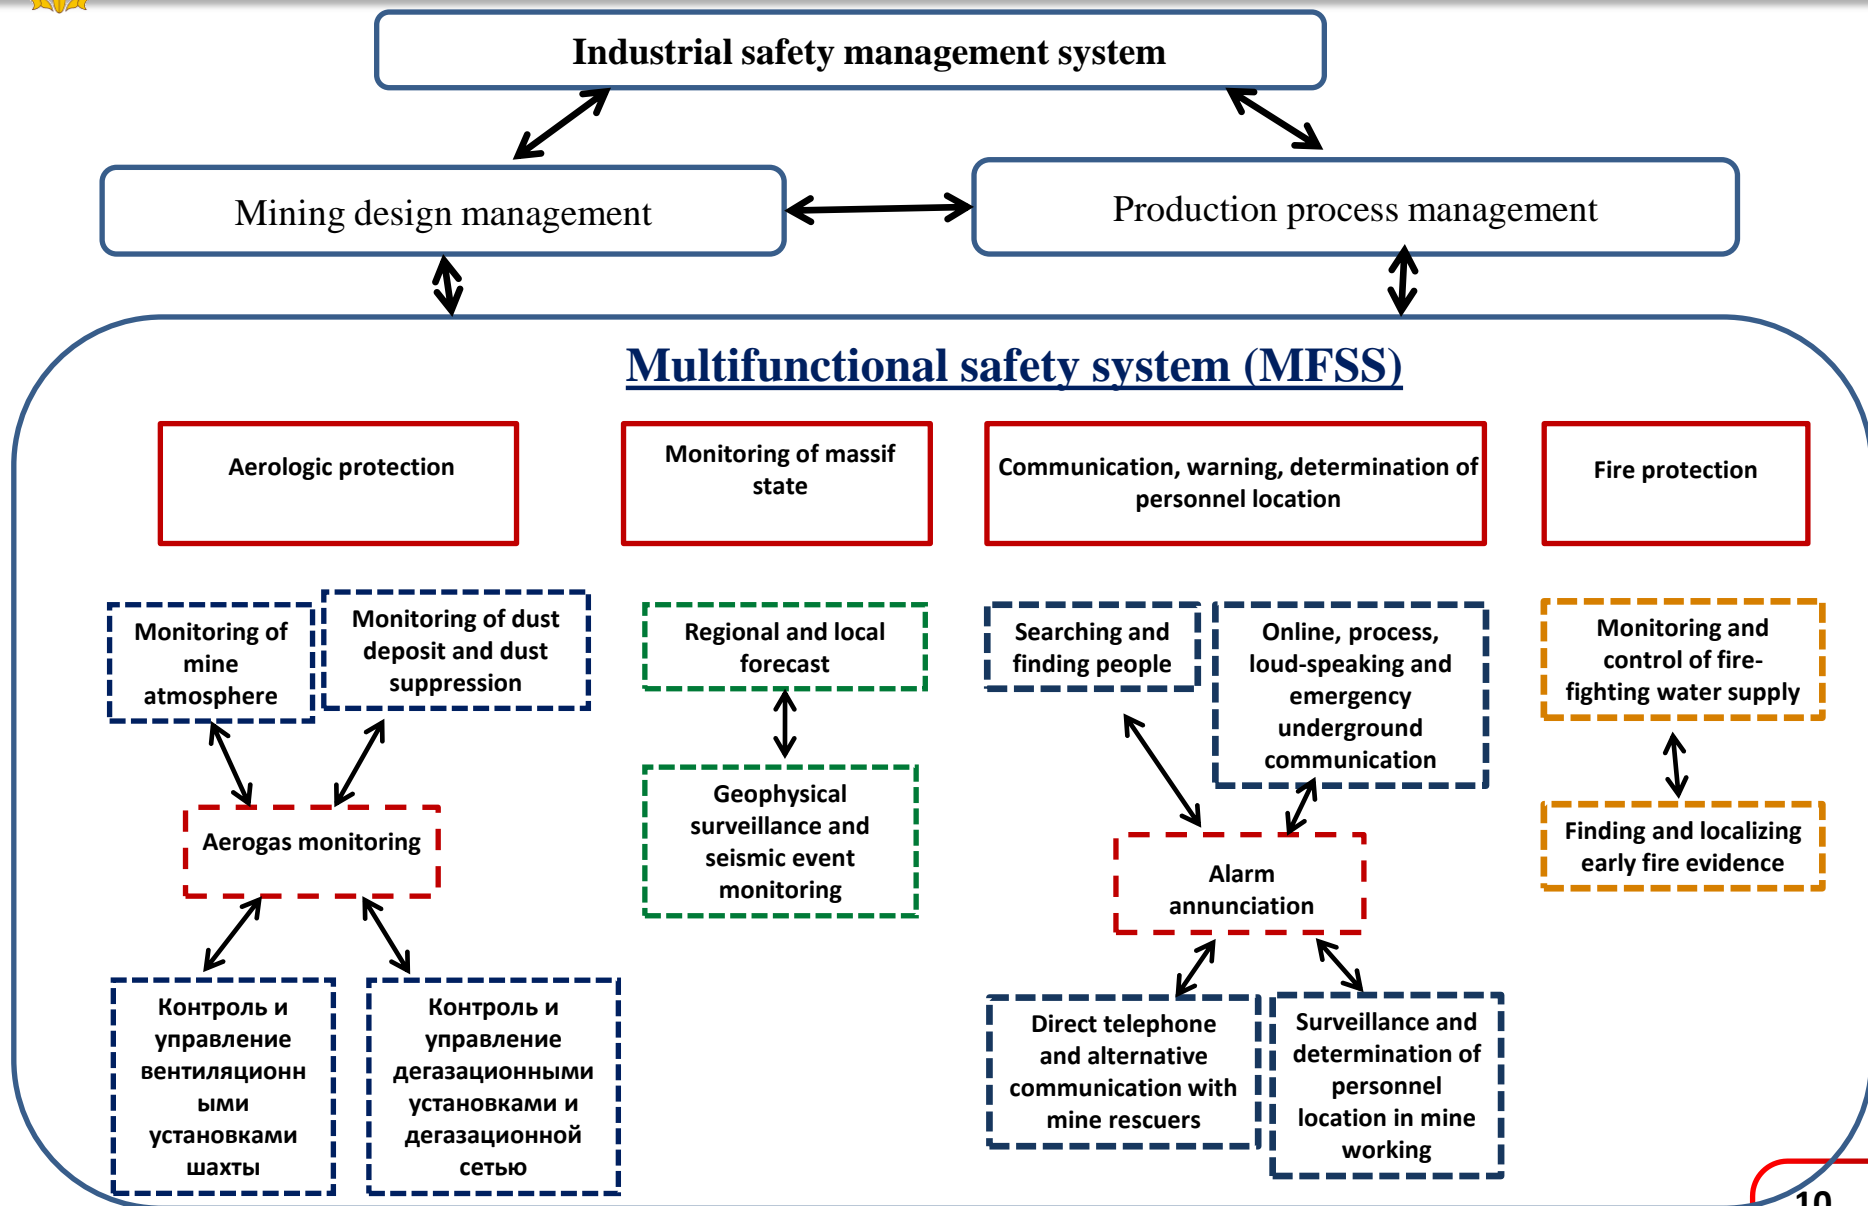 Industrial safety management system
Mining design management
Production process management
Multifunctional safety system (MFSS)
Aerologic protection
Monitoring of massif
state
Communication, warning, determination of
personnel location
Fire protection
Monitoring of
mine
atmosphere
Monitoring of dust
deposit and dust
suppression
Regional and local
forecast
Searching and
finding people
Online, process,
loud-speaking and
emergency
underground
communication
Monitoring and
control of fire-
fighting water supply
Aerogas monitoring
Geophysical
surveillance and
seismic event
monitoring
Alarm
annunciation
Finding and localizing
early fire evidence
Контроль и
управление
вентиляционн
ыми
установками
шахты
Контроль и
управление
дегазационными
установками и
дегазационной
сетью
Direct telephone
and alternative
communication with
mine rescuers
Surveillance and
determination of
personnel
location in mine
working
10